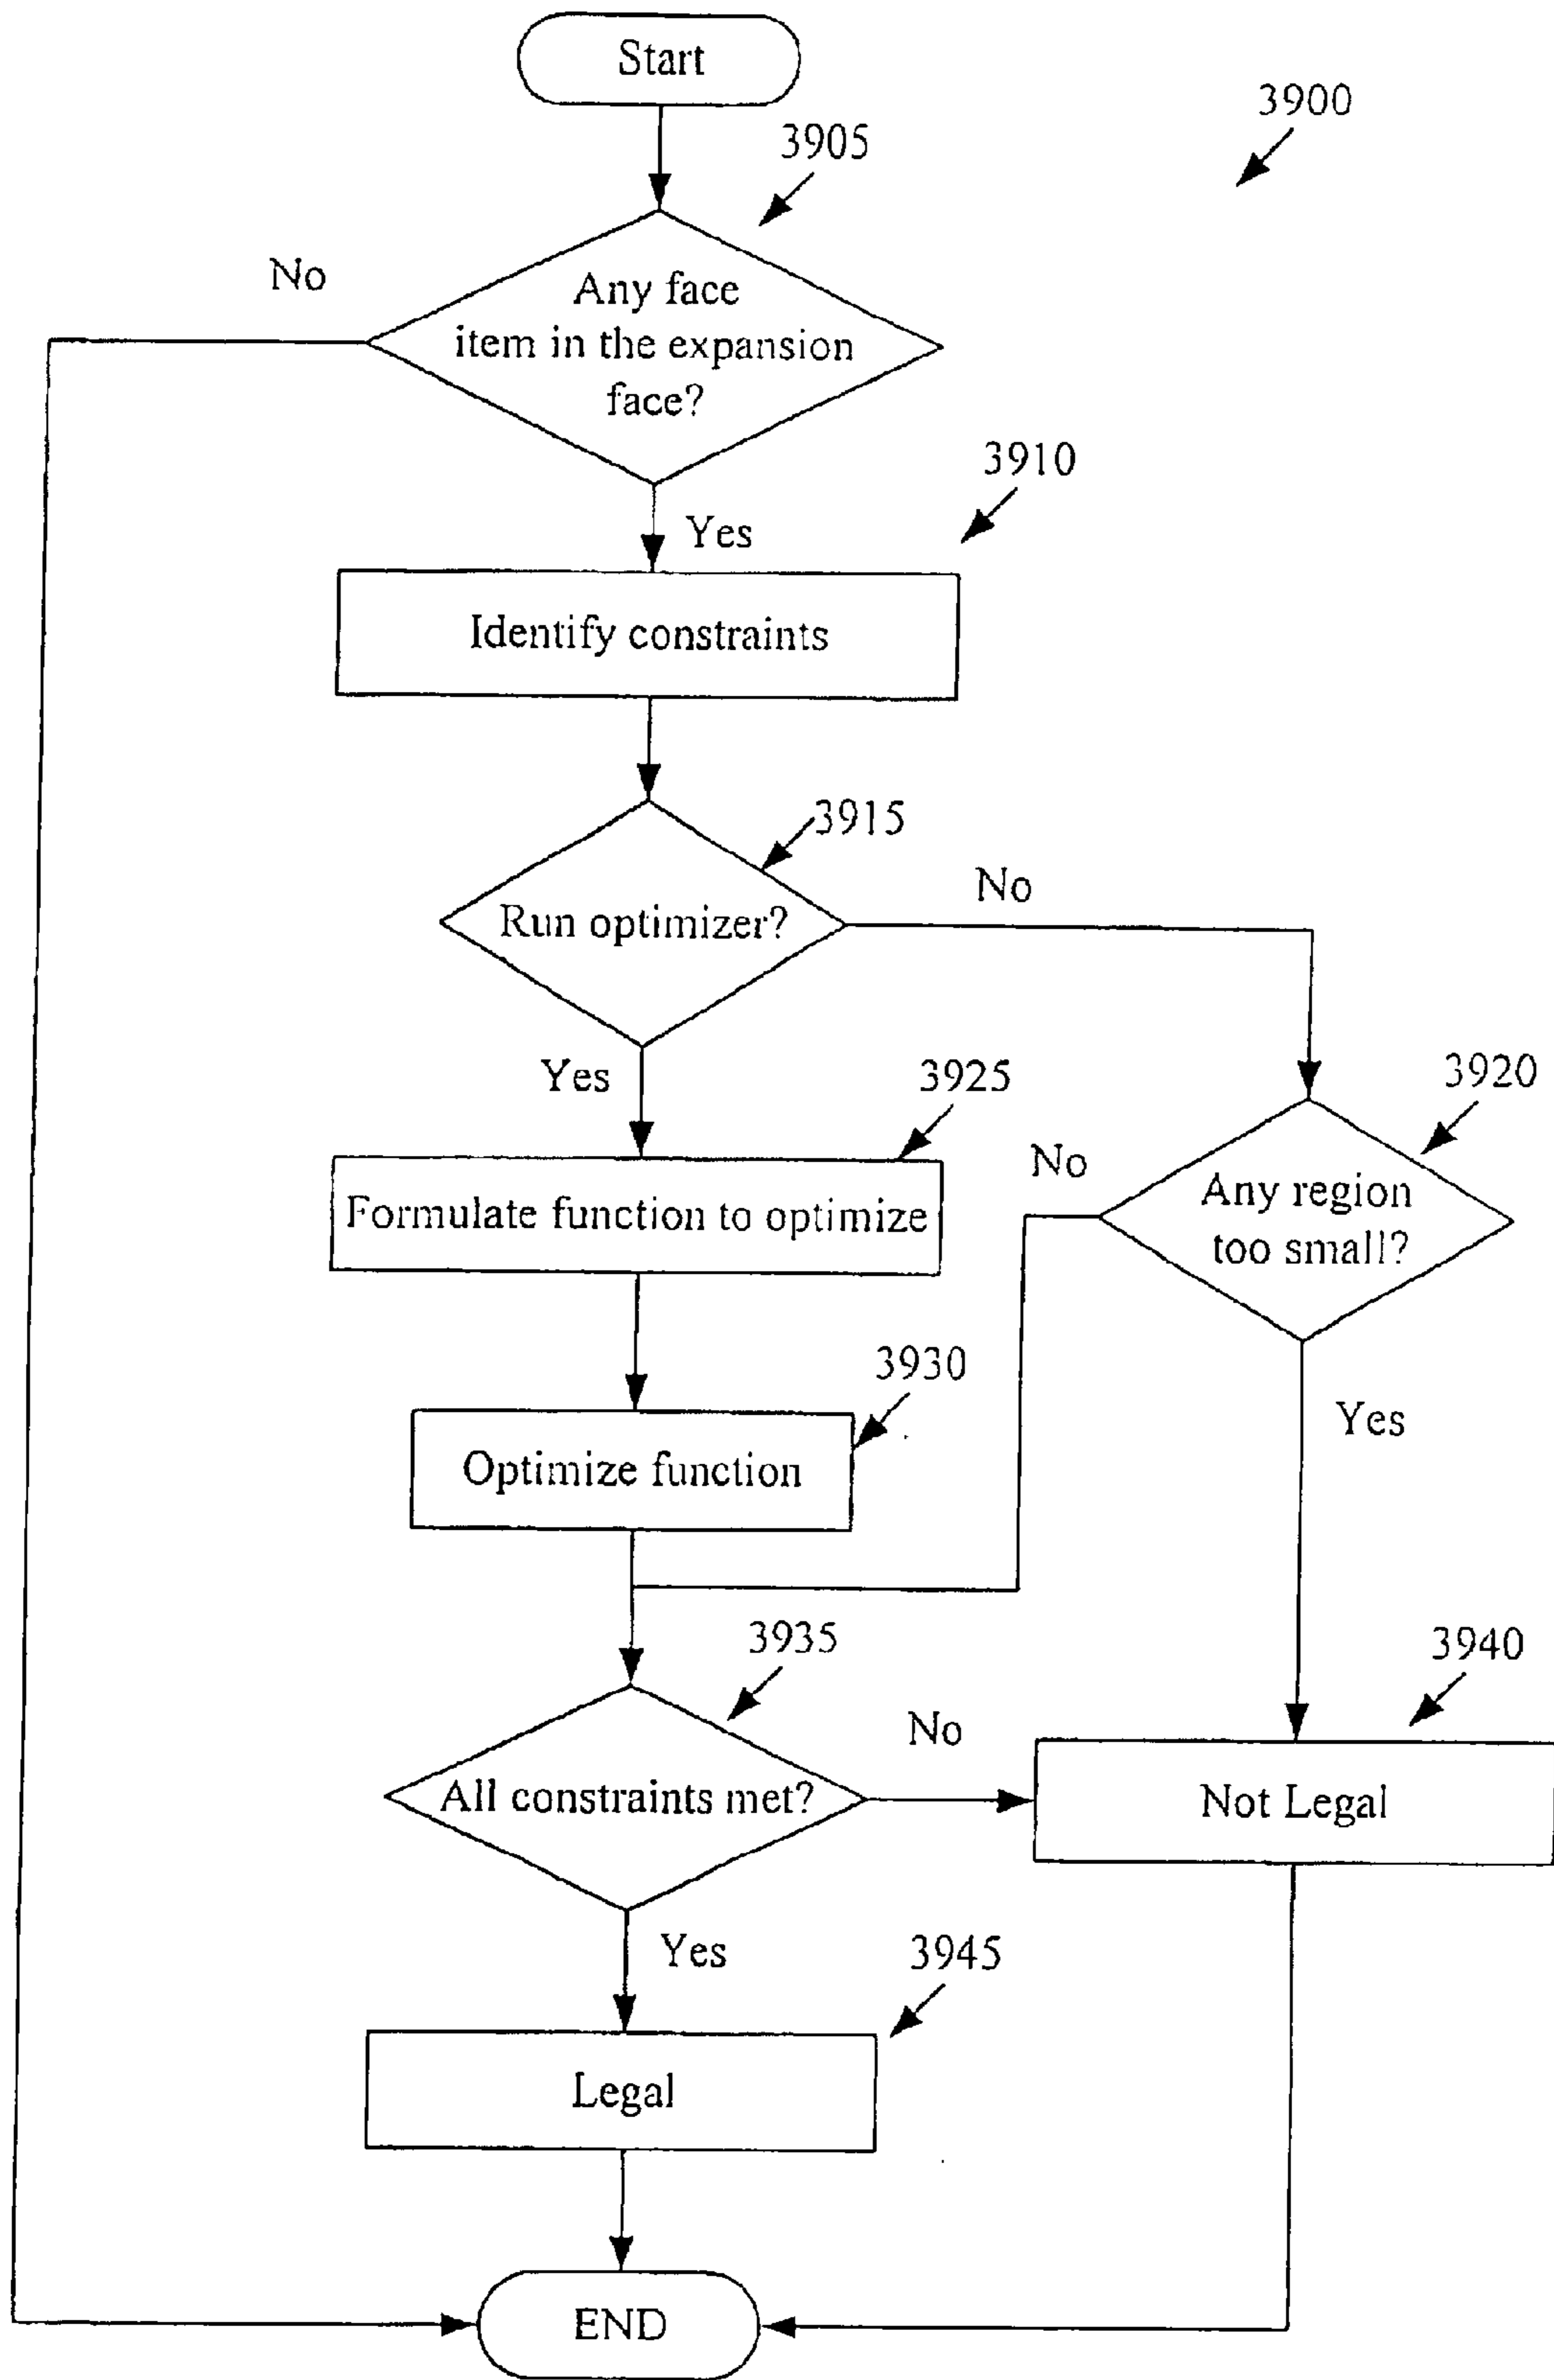 Start
3900
3905
No
Any face
item in the expansion
face?
3910
Yes
Identify constraints
3915
No
Run optimizer?
Yes
3925
3920
No
Any region
too small?
Formulate function to optimize
3930
Yes
Optimize function
3935
3940
No
All constraints met?
Not Legal
Yes
3945
Legal
END